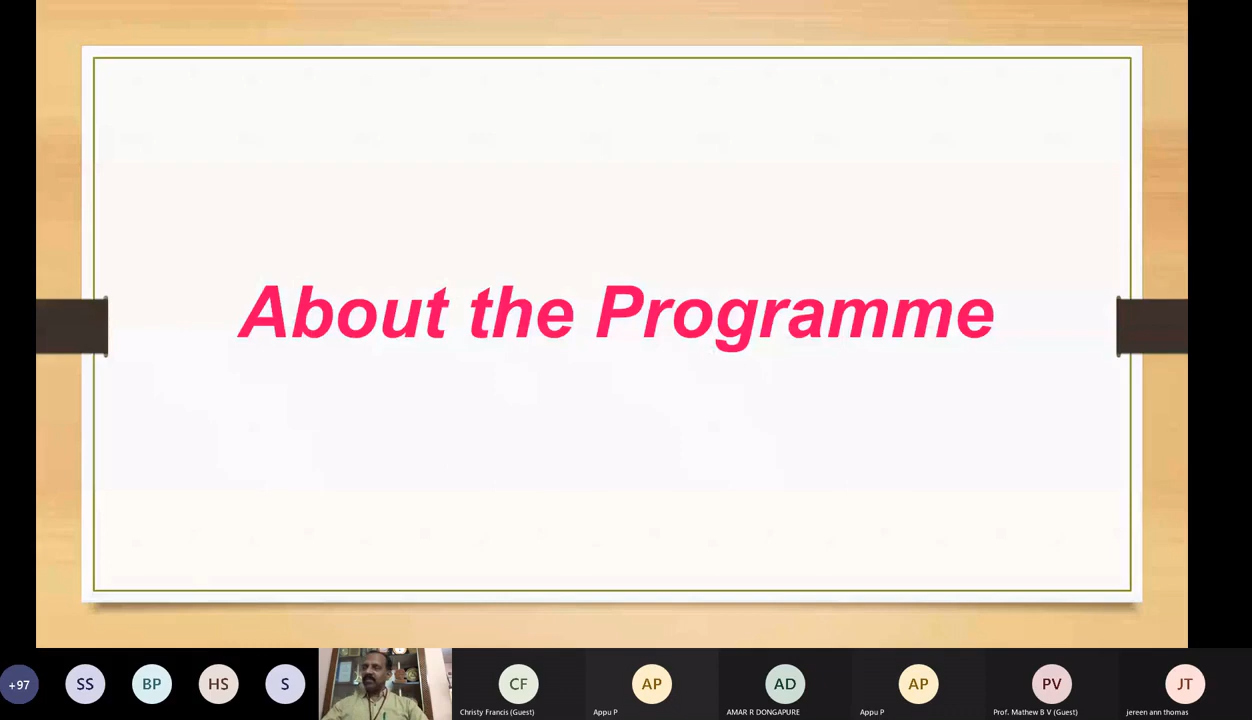 About the Programme
+97
SS
BP
HS
S
CF
AP
AD
AP
PV
JT
Christy Francis (Guest)
Appu P
AMAR R DONGAPURE
Appu P
Prof. Mathew B V (Guest)
jereen ann thomas